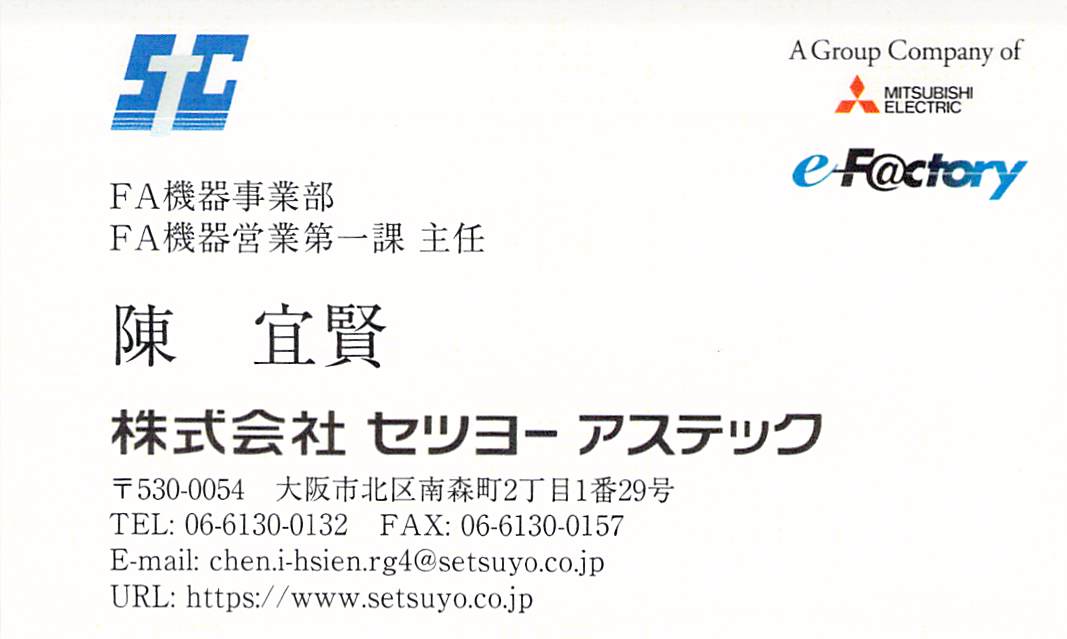 STC
A Group Company of
MITSUBISHI
ELECTRIC
e-F@ctory
FA機器事業部
FA機器営業第一課 主任
陳 宜賢
株式会社 セツヨー アステック
〒530-0054 大阪市北区南森町2丁目1番29号
TEL: 06-6130-0132 FAX: 06-6130-0157
E-mail: chen.i-hsien.rg4@setsuyo.co.jp
URL: https://www.setsuyo.co.jp